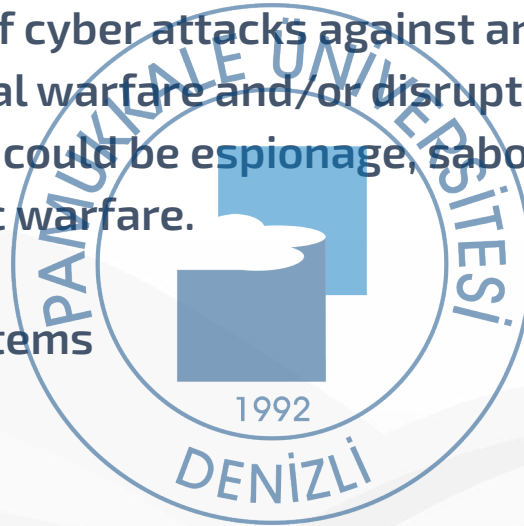 of cyber attacks against an
al warfare and/or disrupt
could be espionage, sabo
c warfare.
tems
PAMUKKALE ÜNİVERSİTESİ
1992
DENİZLİ